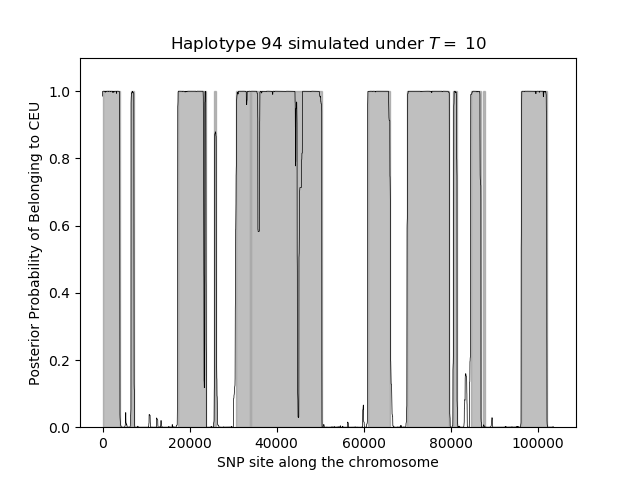 Haplotype 94 simulated under T = 10
Posterior Probability of Belonging to CEU
1.0
0.8
0.6
0.4
0.2
0.0
0 20000 40000 60000 80000 100000
SNP site along the chromosome